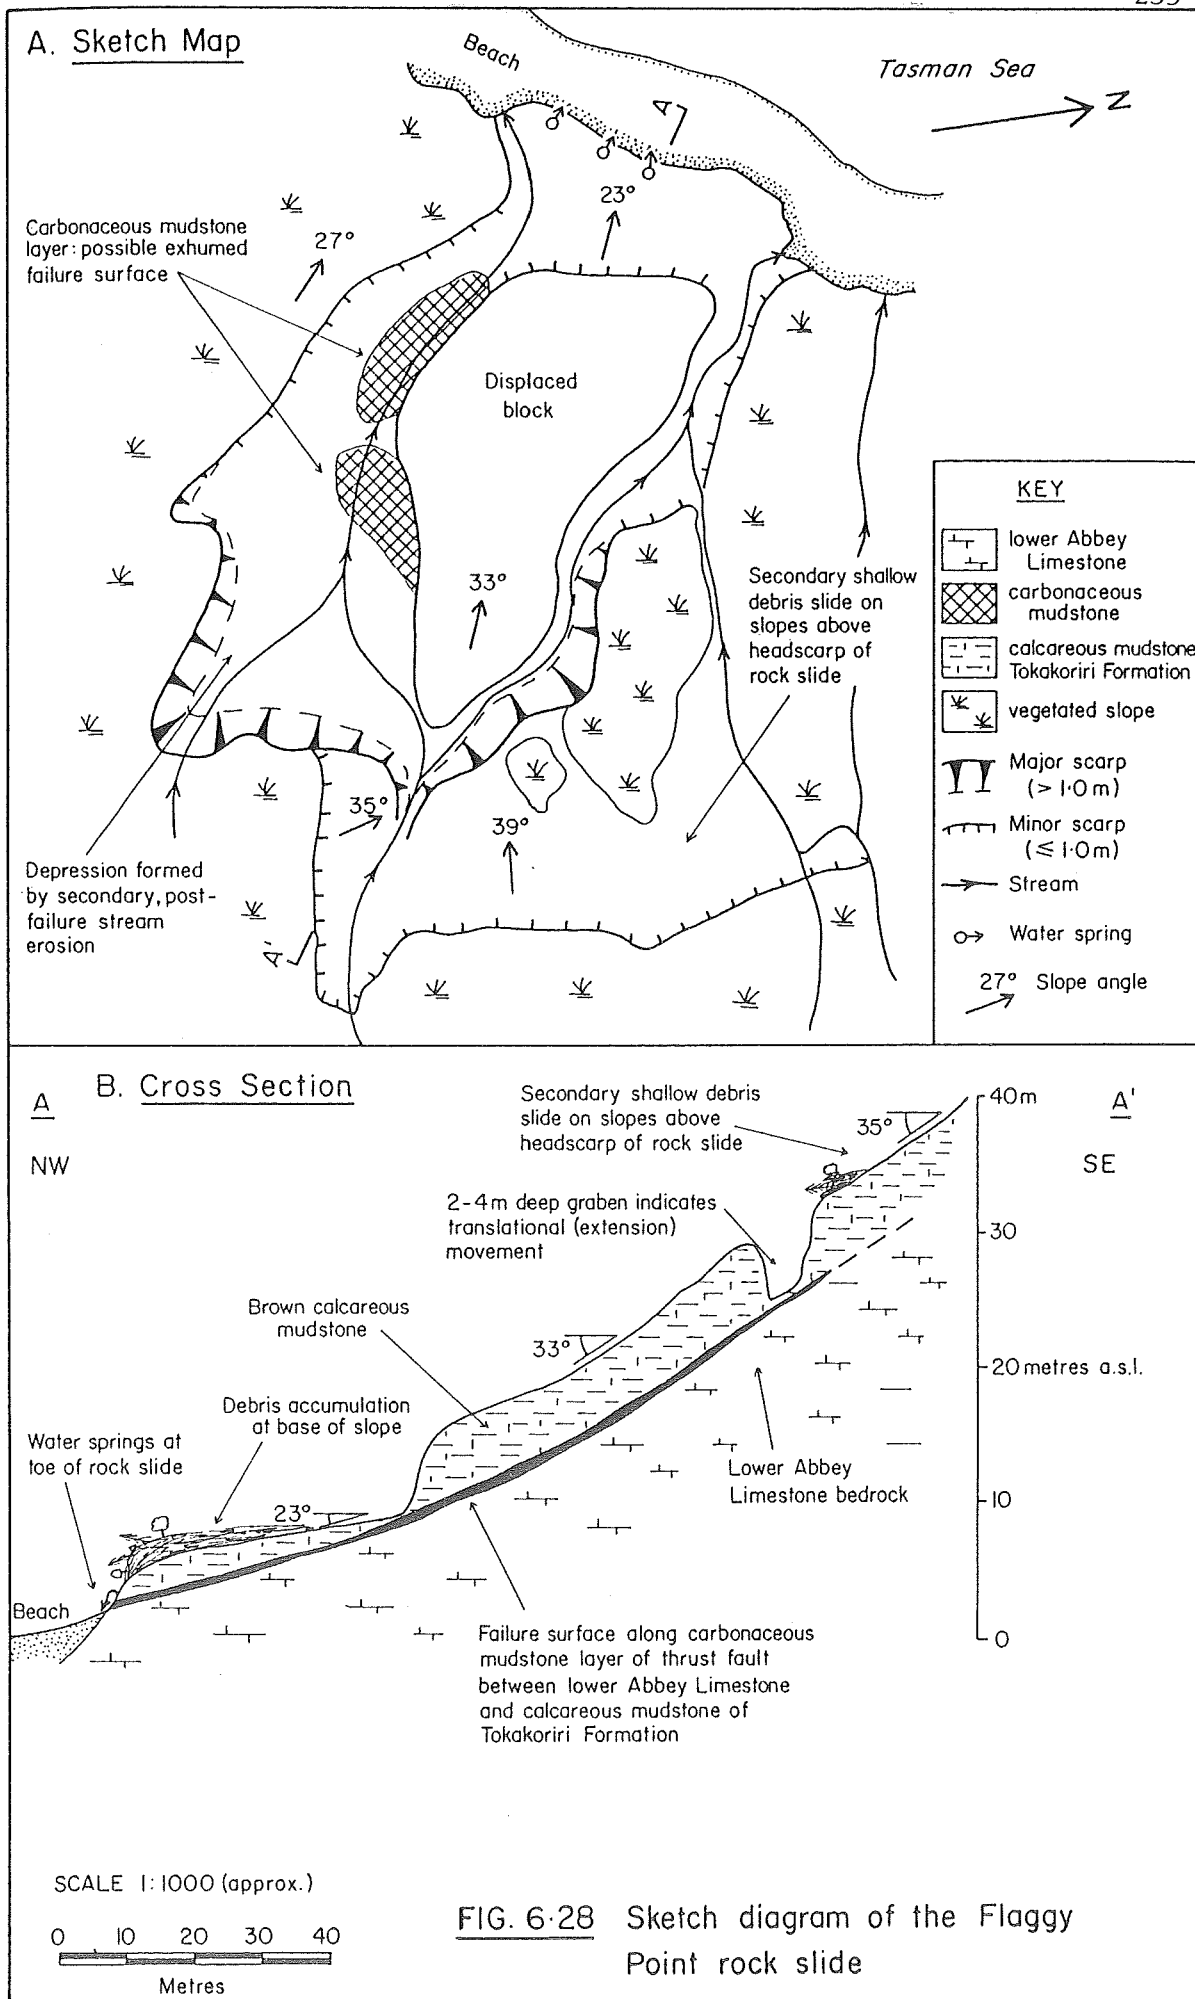 A. Sketch Map
Beach
Tasman Sea
N
A
23°
Carbonaceous mudstone
layer: possible exhumed
failure surface
27°
Displaced
block
33°
Secondary shallow
debris slide on
slopes above
headscarp of
rock slide
35°
39°
Depression formed
by secondary, post-
failure stream
erosion
A'
KEY
lower Abbey
Limestone
carbonaceous
mudstone
calcareous mudstone
Tokakoriri Formation
vegetated slope
Major scarp
(> 1·0m)
Minor scarp
(≤ 1·0m)
Stream
Water spring
27° Slope angle
B. Cross Section
A
NW
A'
SE
Secondary shallow debris
slide on slopes above
headscarp of rock slide
35°
40m
30
20 metres a.s.l.
10
0
2-4m deep graben indicates
translational (extension)
movement
Brown calcareous
mudstone
33°
Debris accumulation
at base of slope
Water springs at
toe of rock slide
23°
Beach
Lower Abbey
Limestone bedrock
Failure surface along carbonaceous
mudstone layer of thrust fault
between lower Abbey Limestone
and calcareous mudstone of
Tokakoriri Formation
SCALE 1:1000 (approx.)
0 10 20 30 40
Metres
FIG. 6·28 Sketch diagram of the Flaggy
Point rock slide